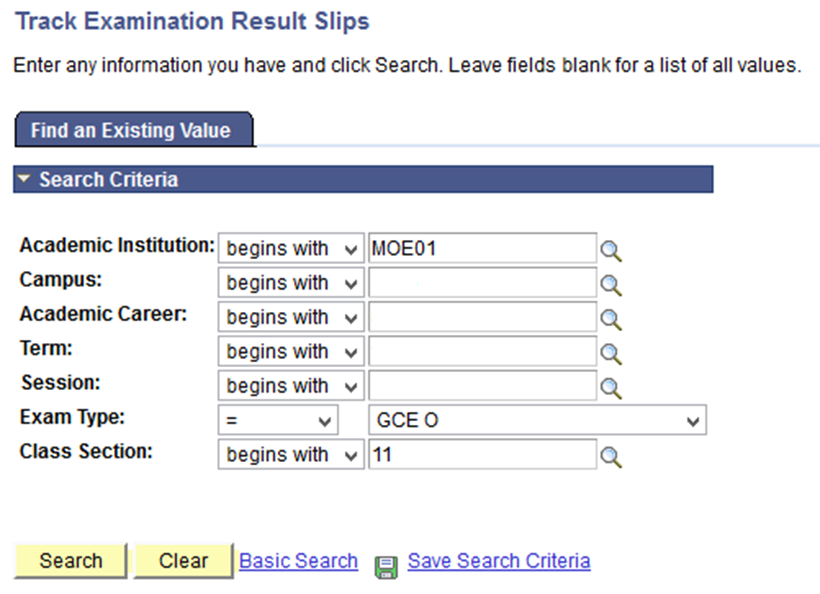 Track Examination Result Slips
Enter any information you have and click Search. Leave fields blank for a list of all values.
Find an Existing Value
Search Criteria
Academic Institution: begins with MOE01
Campus: begins with
Academic Career: begins with
Term: begins with
Session: begins with
Exam Type: = GCE O
Class Section: begins with 11
Search Clear Basic Search Save Search Criteria